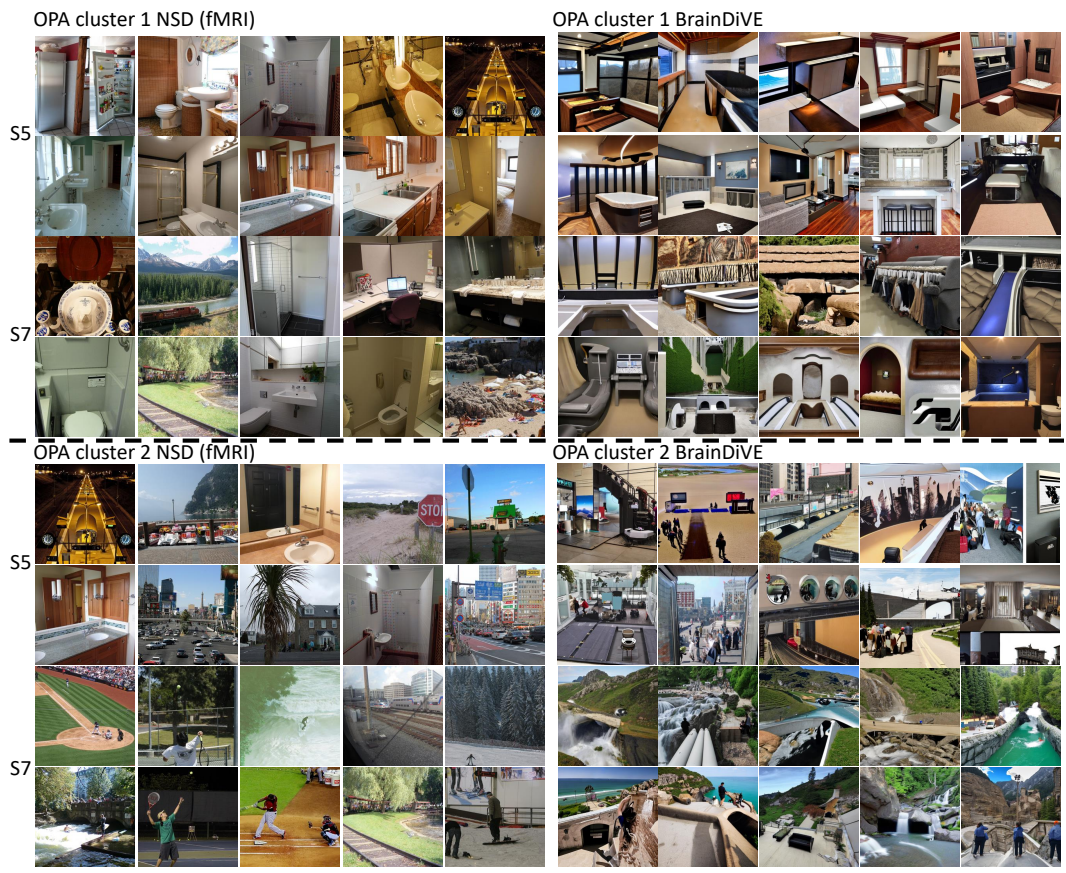 OPA cluster 1 NSD (fMRI)
OPA cluster 1 BrainDiVE
S5
S7
OPA cluster 2 NSD (fMRI)
OPA cluster 2 BrainDiVE
S5
STOP
S7